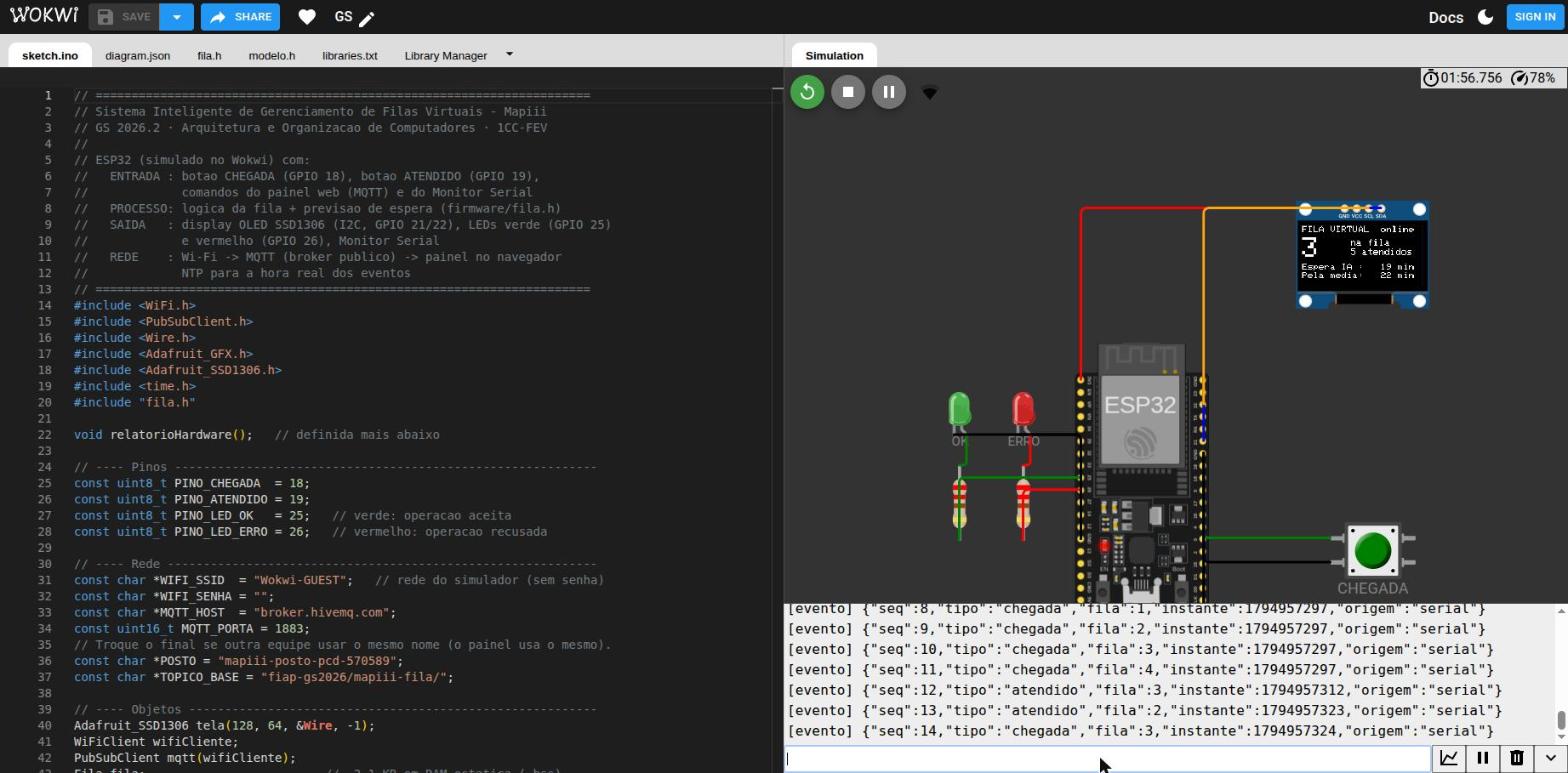 WOKWi SAVE SHARE GS Docs SIGN IN
sketch.ino diagram.json fila.h modelo.h libraries.txt Library Manager
1 // =====================================================================
2 // Sistema Inteligente de Gerenciamento de Filas Virtuais - Mapiii
3 // GS 2026.2 · Arquitetura e Organizacao de Computadores · 1CC-FEV
4 //
5 // ESP32 (simulado no Wokwi) com:
6 //   ENTRADA : botao CHEGADA (GPIO 18), botao ATENDIDO (GPIO 19),
7 //             comandos do painel web (MQTT) e do Monitor Serial
8 //   PROCESSO: logica da fila + previsao de espera (firmware/fila.h)
9 //   SAIDA   : display OLED SSD1306 (I2C, GPIO 21/22), LEDs verde (GPIO 25)
10 //             e vermelho (GPIO 26), Monitor Serial
11 //   REDE    : Wi-Fi -> MQTT (broker publico) -> painel no navegador
12 //             NTP para a hora real dos eventos
13 // =====================================================================
14 #include <WiFi.h>
15 #include <PubSubClient.h>
16 #include <Wire.h>
17 #include <Adafruit_GFX.h>
18 #include <Adafruit_SSD1306.h>
19 #include <time.h>
20 #include "fila.h"
21
22 void relatorioHardware();   // definida mais abaixo
23
24 // ---- Pinos -----------------------------------------------------------
25 const uint8_t PINO_CHEGADA  = 18;
26 const uint8_t PINO_ATENDIDO = 19;
27 const uint8_t PINO_LED_OK   = 25;   // verde: operacao aceita
28 const uint8_t PINO_LED_ERRO = 26;   // vermelho: operacao recusada
29
30 // ---- Rede ------------------------------------------------------------
31 const char *WIFI_SSID  = "Wokwi-GUEST";   // rede do simulador (sem senha)
32 const char *WIFI_SENHA = "";
33 const char *MQTT_HOST  = "broker.hivemq.com";
34 const uint16_t MQTT_PORTA = 1883;
35 // Troque o final se outra equipe usar o mesmo nome (o painel usa o mesmo).
36 const char *POSTO = "mapiii-posto-pcd-570589";
37 const char *TOPICO_BASE = "fiap-gs2026/mapiii-fila/";
38
39 // ---- Objetos ---------------------------------------------------------
40 Adafruit_SSD1306 tela(128, 64, &Wire, -1);
41 WiFiClient wifiCliente;
42 PubSubClient mqtt(wifiCliente);
Simulation
01:56.756 78%
GND VCC SCL SDA
FILA VIRTUAL online
3 na fila
5 atendidos
Espera IA : 19 min
Pela media: 22 min
ESP32
OK ERRO
EN Boot
CHEGADA
[evento] {"seq":8,"tipo":"chegada","fila":1,"instante":1794957297,"origem":"serial"}
[evento] {"seq":9,"tipo":"chegada","fila":2,"instante":1794957297,"origem":"serial"}
[evento] {"seq":10,"tipo":"chegada","fila":3,"instante":1794957297,"origem":"serial"}
[evento] {"seq":11,"tipo":"chegada","fila":4,"instante":1794957297,"origem":"serial"}
[evento] {"seq":12,"tipo":"atendido","fila":3,"instante":1794957312,"origem":"serial"}
[evento] {"seq":13,"tipo":"atendido","fila":2,"instante":1794957323,"origem":"serial"}
[evento] {"seq":14,"tipo":"chegada","fila":3,"instante":1794957324,"origem":"serial"}